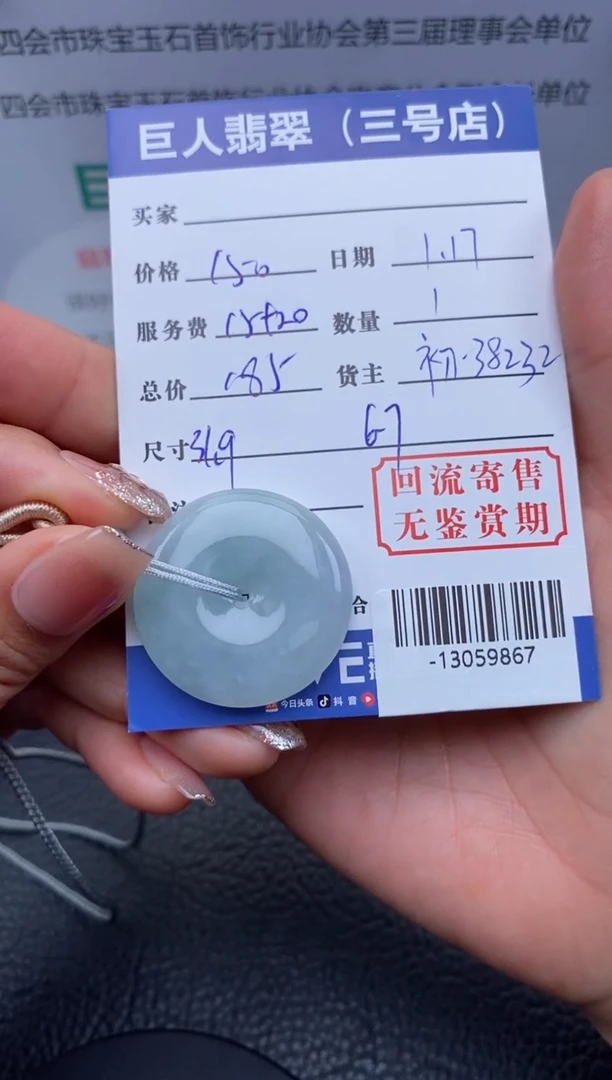 四会市珠宝玉石首饰行业协会第三届理事会单位
四会市珠宝玉石首饰行业协会
单位
巨人翡翠（三号店）
买家
价格 150 日期 1.17
服务费 15+20 数量 1
总价 185 货主 初·38232
尺寸 67
回流寄售
无鉴赏期
-13059867
今日头条 抖音